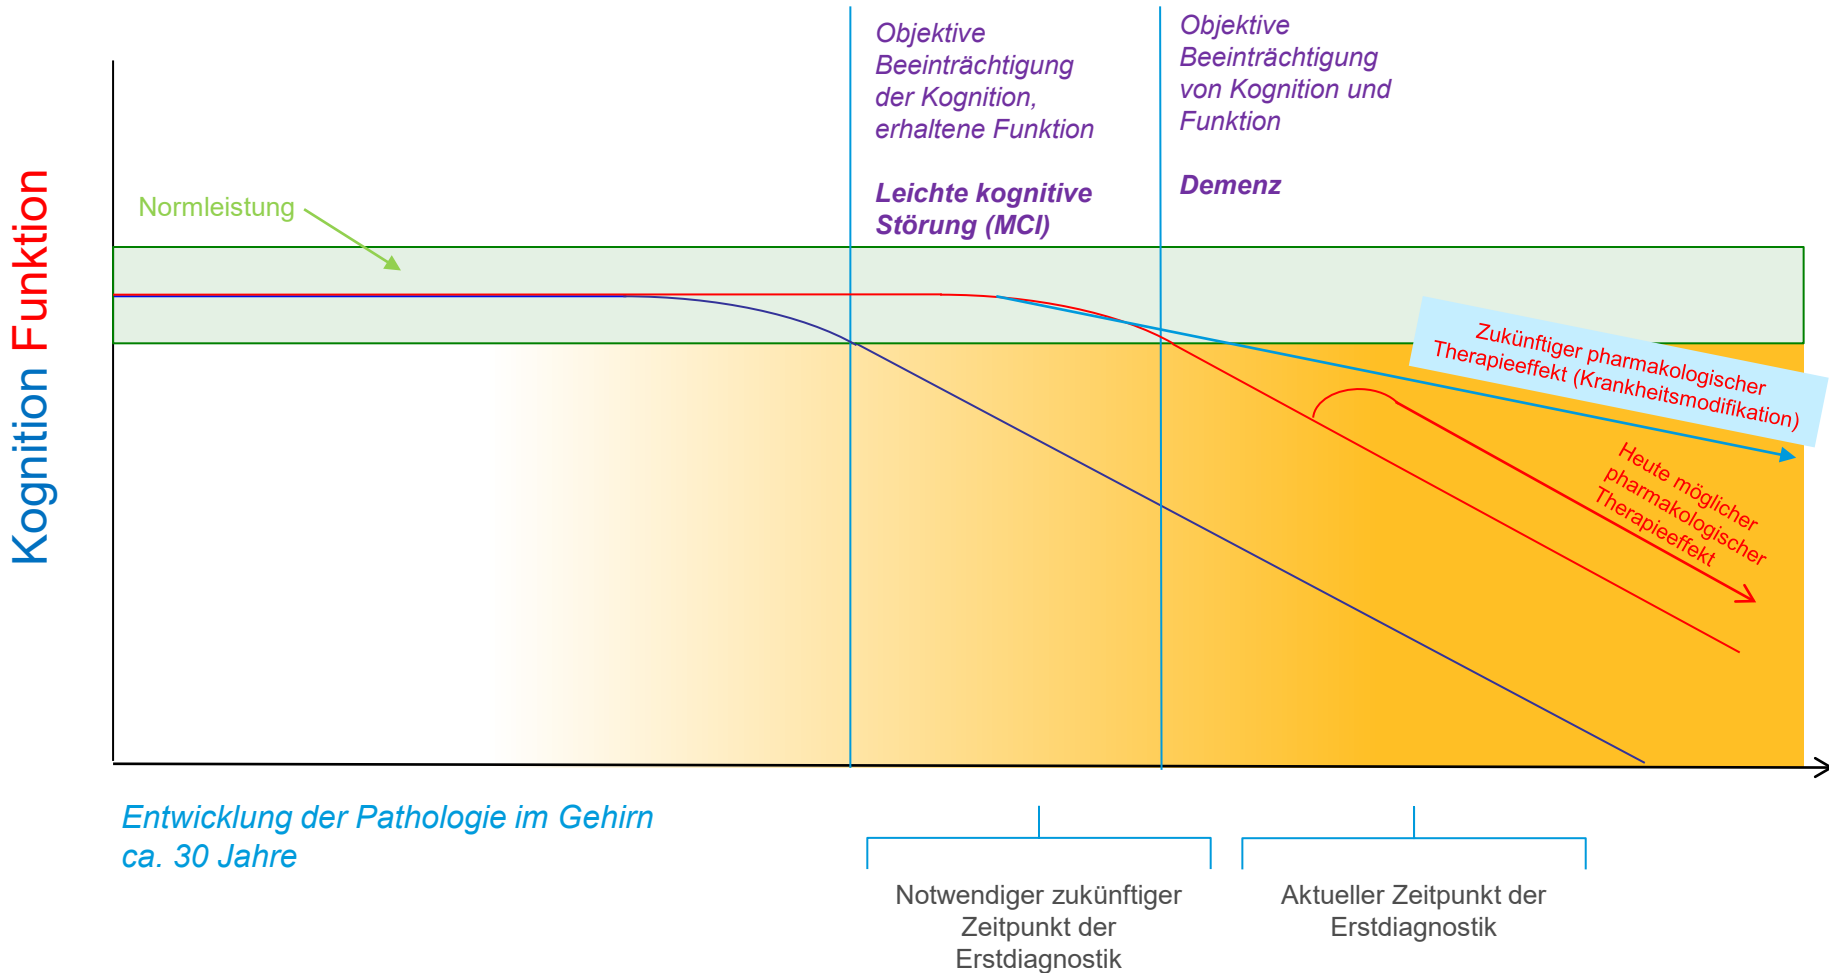 Objektive
Beeinträchtigung
der Kognition,
erhaltene Funktion
Leichte kognitive
Störung (MCI)
Objektive
Beeinträchtigung
von Kognition und
Funktion
Demenz
Kognition Funktion
Normleistung
Zukünftiger pharmakologischer
Therapieeffekt (Krankheitsmodifikation)
Heute möglicher
pharmakologischer
Therapieeffekt
Entwicklung der Pathologie im Gehirn
ca. 30 Jahre
Notwendiger zukünftiger
Zeitpunkt der
Erstdiagnostik
Aktueller Zeitpunkt der
Erstdiagnostik